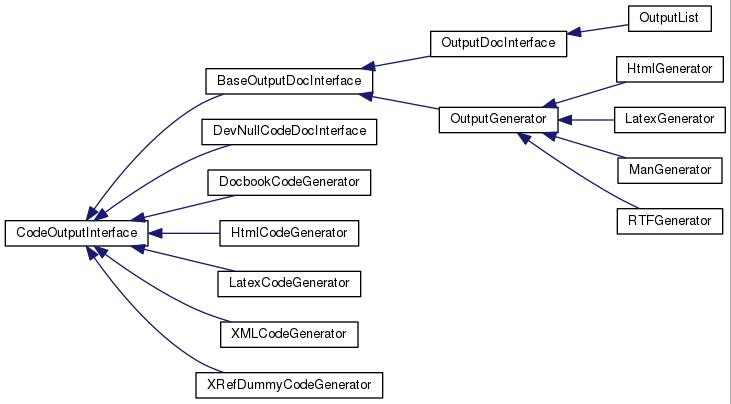 OutputList
OutputDocInterface
HtmlGenerator
BaseOutputDocInterface
OutputGenerator
LatexGenerator
DevNullCodeDocInterface
ManGenerator
DocbookCodeGenerator
RTFGenerator
CodeOutputInterface
HtmlCodeGenerator
LatexCodeGenerator
XMLCodeGenerator
XRefDummyCodeGenerator